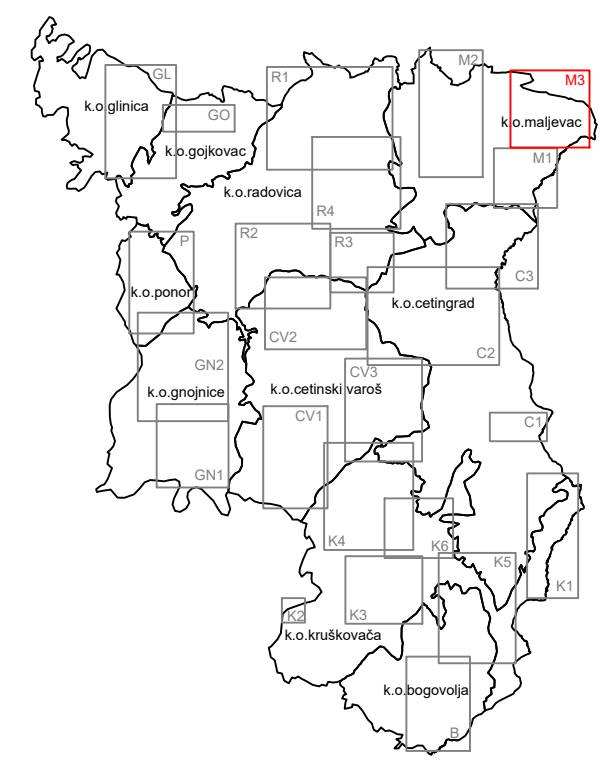 M2
GL
R1
M3
k.o.glinica
GO
k.o.maljevac
k.o.gojkovac
M1
k.o.radovica
R4
R2
P
R3
C3
k.o.ponor
k.o.cetingrad
CV2
C2
GN2
CV3
k.o.gnojnice
k.o.cetinski varoš
CV1
C1
GN1
K4
K6
K5
K1
K2
K3
k.o.kruškovača
k.o.bogovolja
B